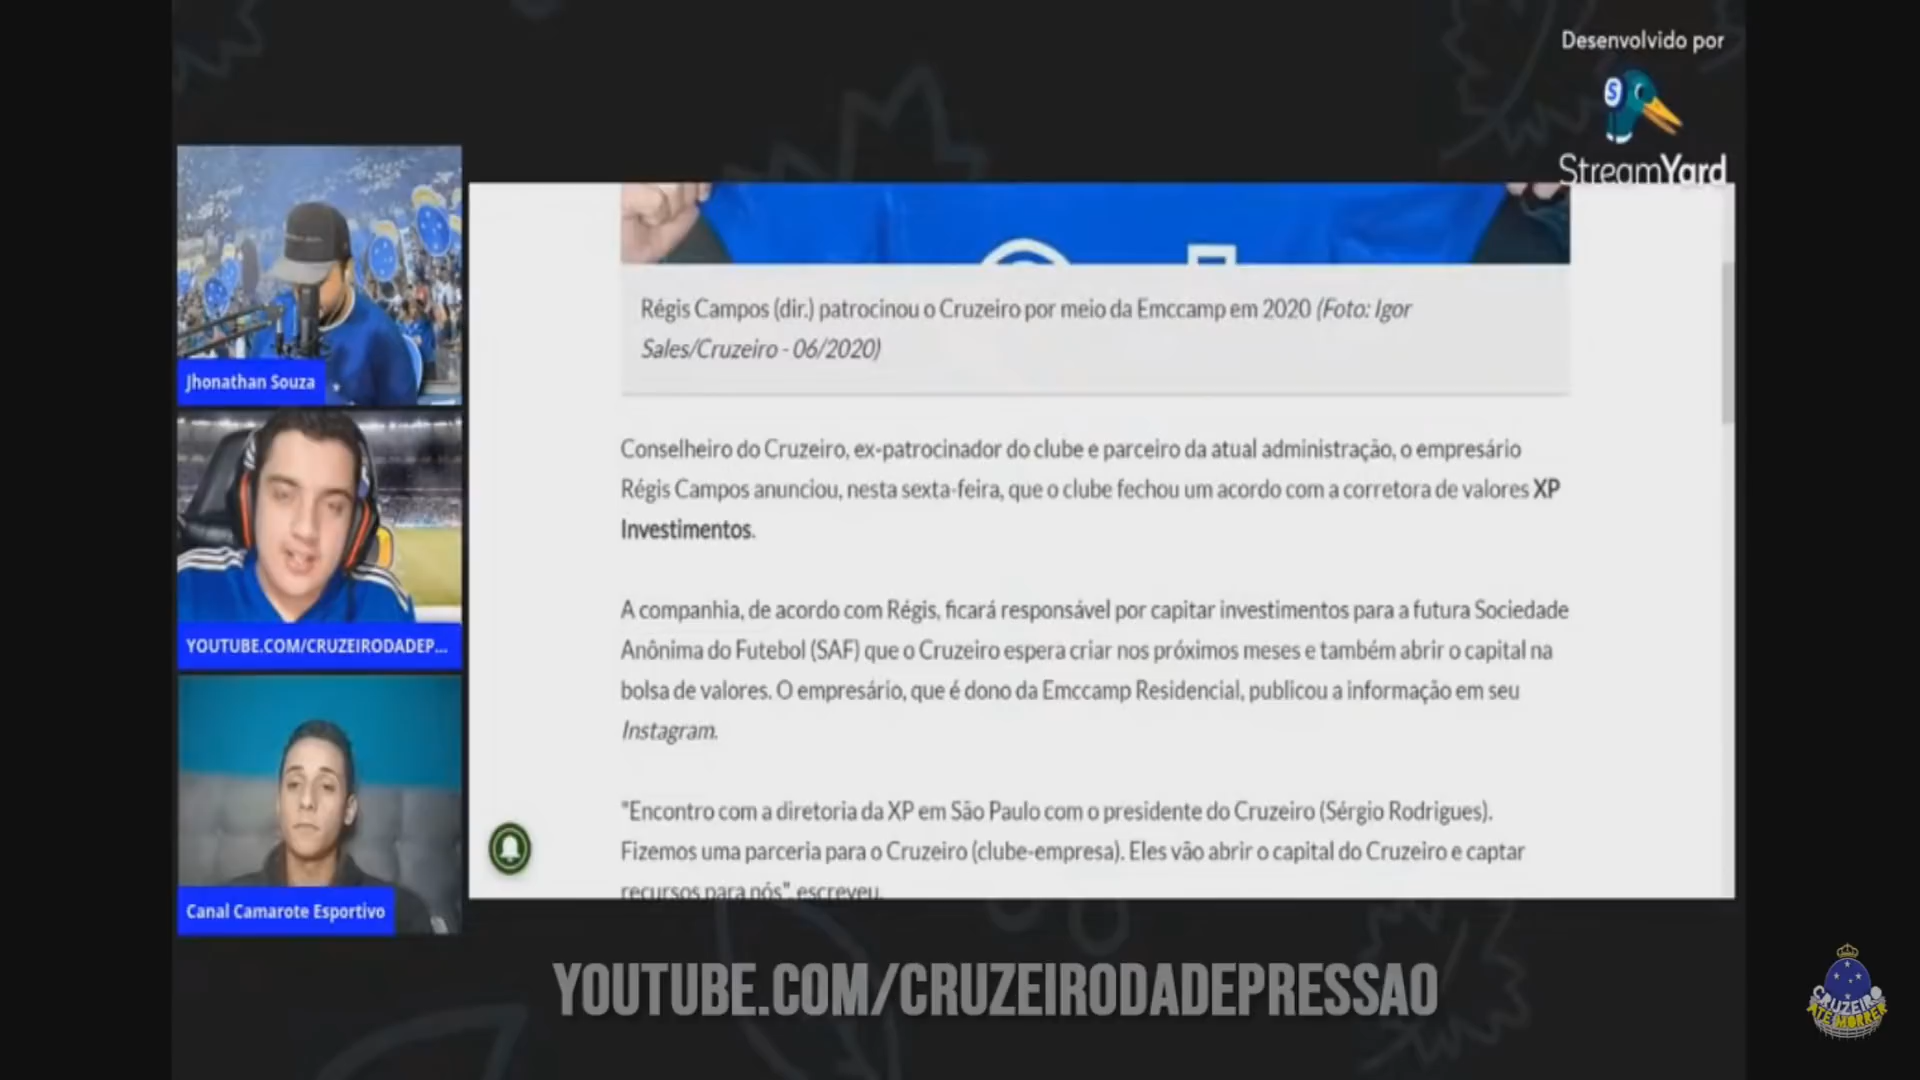 Desenvolvido por
StreamYard
Jhonathan Souza
YOUTUBE.COM/CRUZEIRODADEP...
Canal Camarote Esportivo
Régis Campos (dir.) patrocinou o Cruzeiro por meio da Emccamp em 2020 (Foto: Igor
Sales/Cruzeiro - 06/2020)
Conselheiro do Cruzeiro, ex-patrocinador do clube e parceiro da atual administração, o empresário
Régis Campos anunciou, nesta sexta-feira, que o clube fechou um acordo com a corretora de valores XP
Investimentos.
A companhia, de acordo com Régis, ficará responsável por capitar investimentos para a futura Sociedade
Anônima do Futebol (SAF) que o Cruzeiro espera criar nos próximos meses e também abrir o capital na
bolsa de valores. O empresário, que é dono da Emccamp Residencial, publicou a informação em seu
Instagram.
"Encontro com a diretoria da XP em São Paulo com o presidente do Cruzeiro (Sérgio Rodrigues).
Fizemos uma parceria para o Cruzeiro (clube-empresa). Eles vão abrir o capital do Cruzeiro e captar
recursos para nós", escreveu.
YOUTUBE.COM/CRUZEIRODADEPRESSAO
CRUZEIRO
ATÉ MORRER